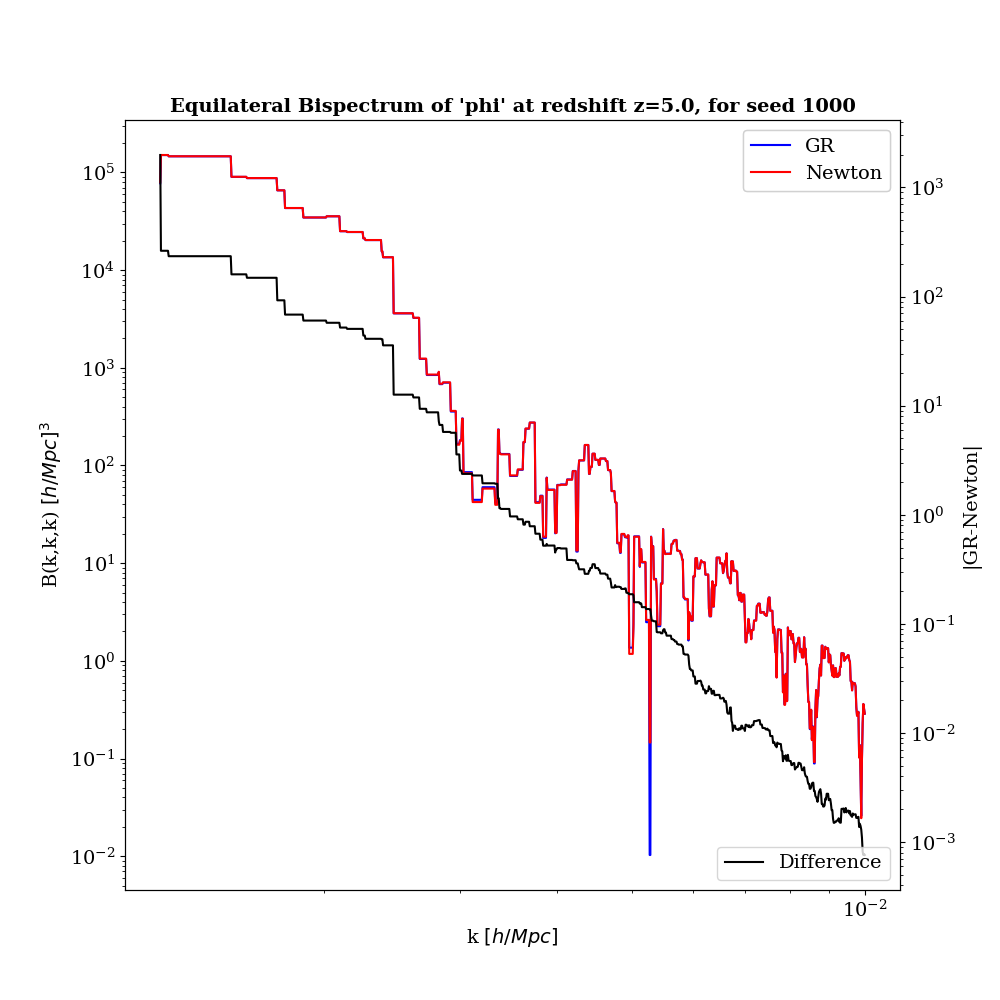 Equilateral Bispectrum of 'phi' at redshift z=5.0, for seed 1000
GR
Newton
10^5
10^4
10^3
10^2
10^1
10^0
10^-1
10^-2
B(k,k,k) [h/Mpc]^3
10^3
10^2
10^1
10^0
10^-1
10^-2
10^-3
|GR-Newton|
Difference
10^-2
k [h/Mpc]